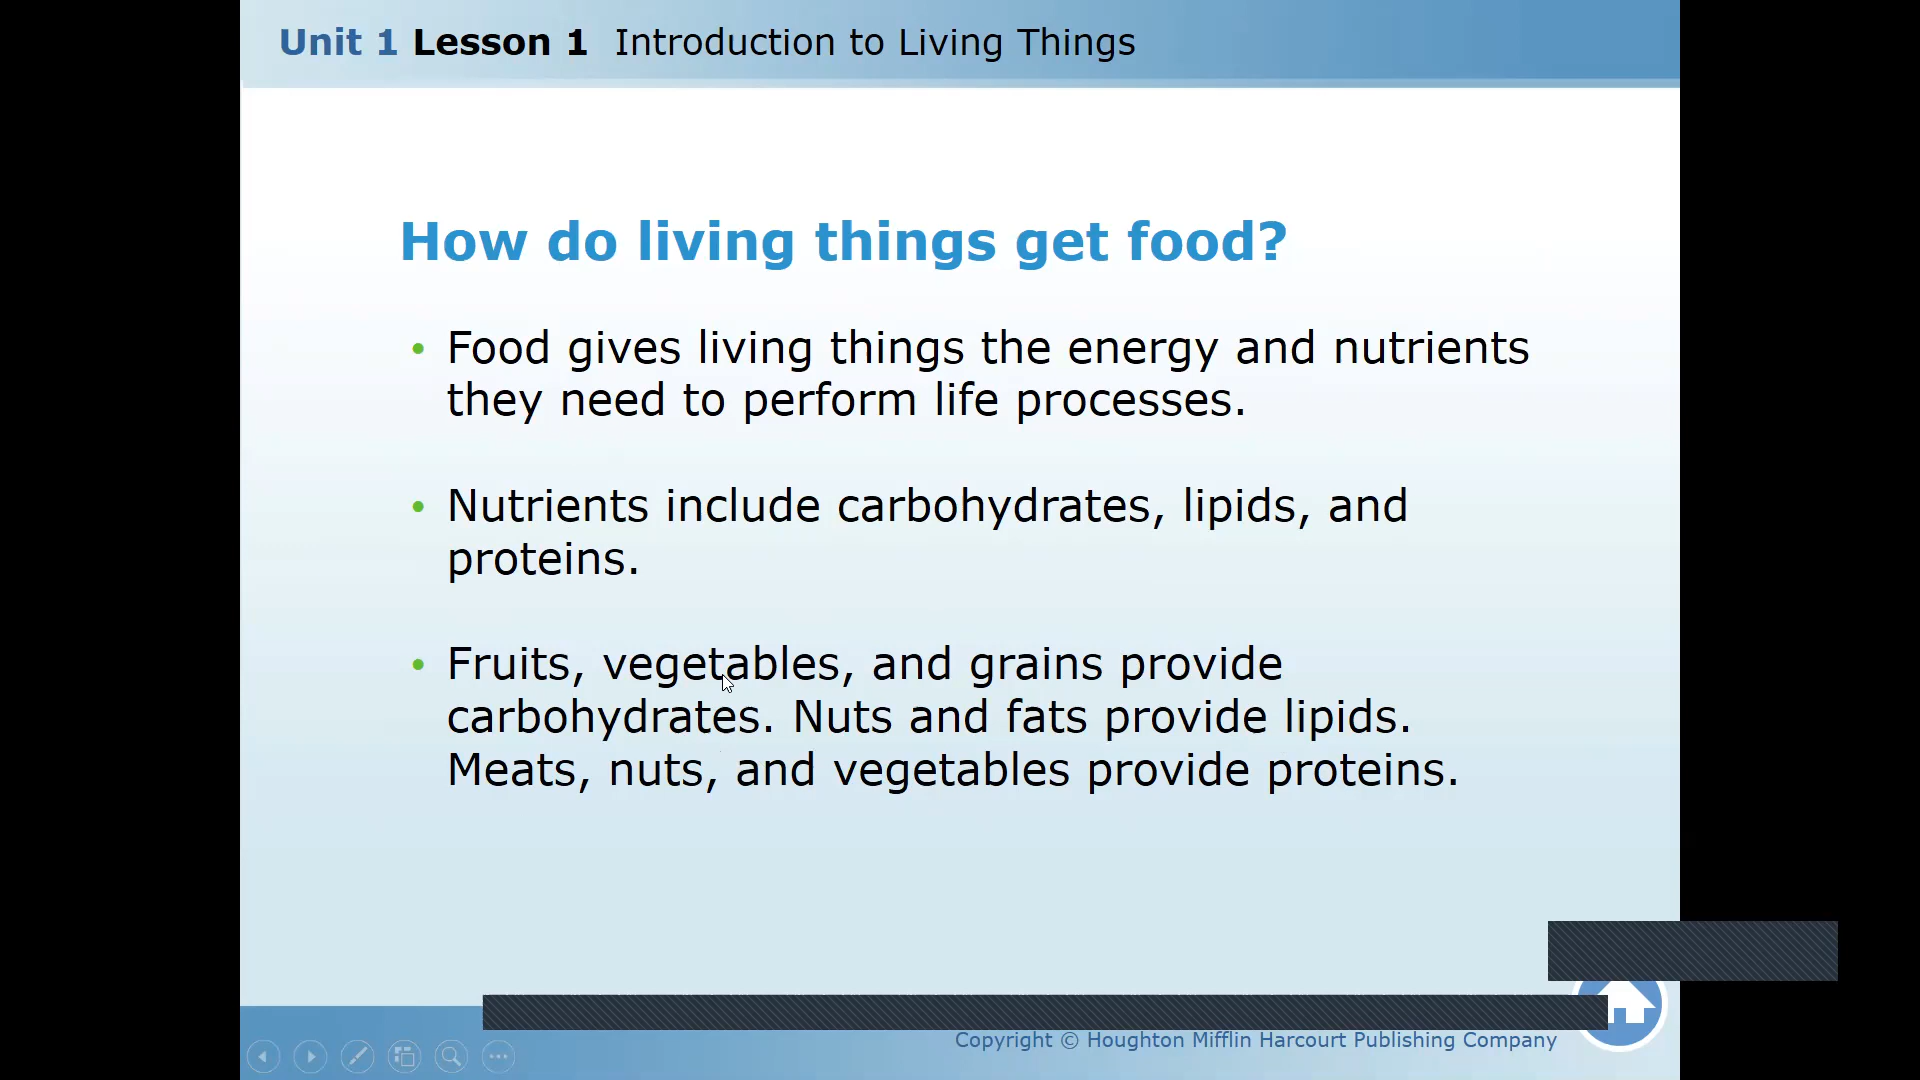 Unit 1 Lesson 1 Introduction to Living Things
How do living things get food?
• Food gives living things the energy and nutrients
they need to perform life processes.
• Nutrients include carbohydrates, lipids, and
proteins.
• Fruits, vegetables, and grains provide
carbohydrates. Nuts and fats provide lipids.
Meats, nuts, and vegetables provide proteins.
Copyright © Houghton Mifflin Harcourt Publishing Company